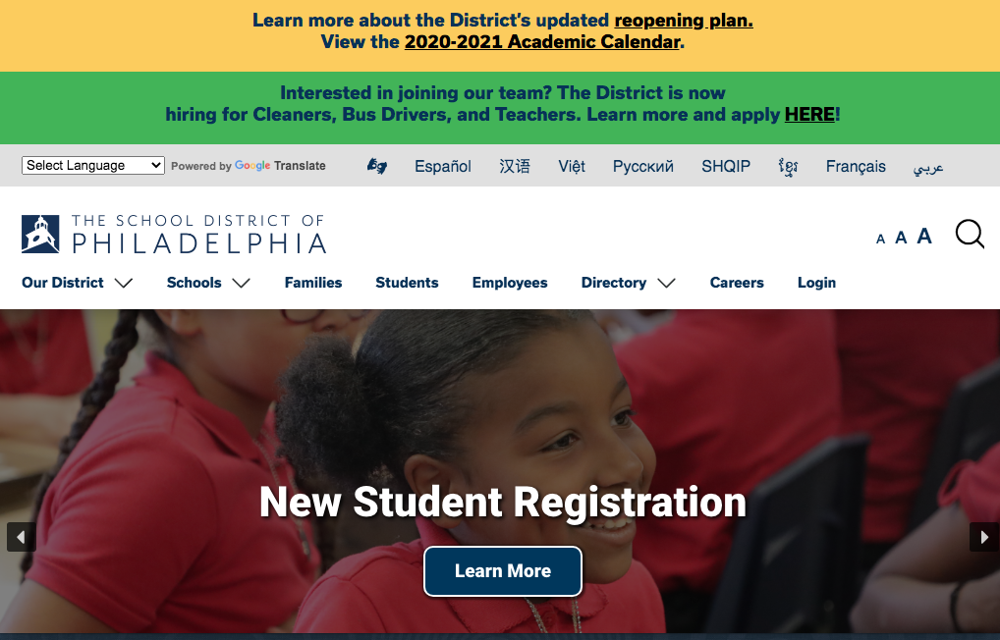 Learn more about the District's updated reopening plan.
View the 2020-2021 Academic Calendar.
Interested in joining our team? The District is now
hiring for Cleaners, Bus Drivers, and Teachers. Learn more and apply HERE!
Select Language Powered by Google Translate Español 汉语 Việt Русский SHQIP ខ្មែរ Français عربي
THE SCHOOL DISTRICT OF
PHILADELPHIA
A A A
Our District Schools Families Students Employees Directory Careers Login
New Student Registration
Learn More